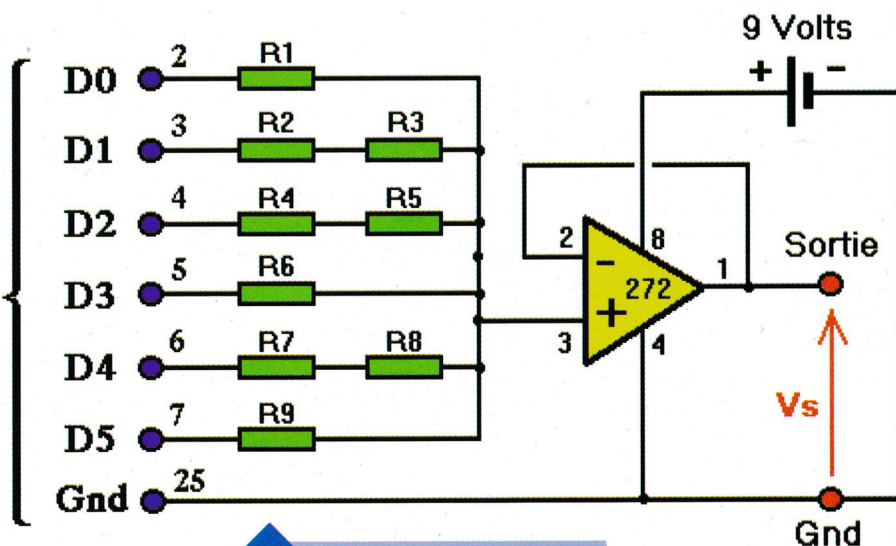 9 Volts
+ -
D0 2 R1
D1 3 R2 R3
D2 4 R4 R5
D3 5 R6
D4 6 R7 R8
D5 7 R9
Gnd 25
2 - 8
272 1 Sortie
3 + 4
Vs
Gnd